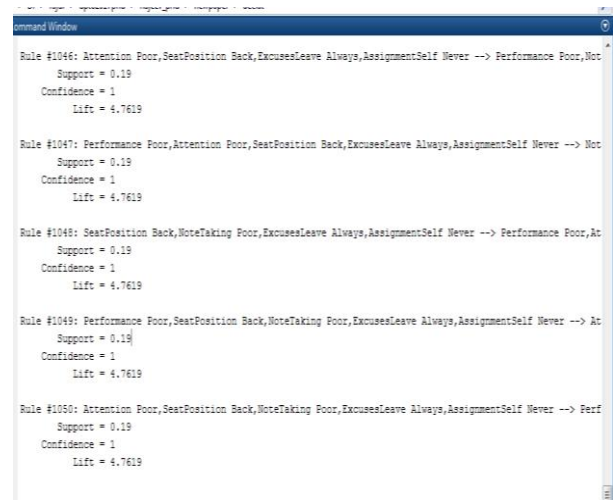 ommand Window
Rule #1046: Attention Poor,SeatPosition Back,ExcusesLeave Always,AssignmentSelf Never --> Performance Poor,Not
Support = 0.19
Confidence = 1
Lift = 4.7619
Rule #1047: Performance Poor,Attention Poor,SeatPosition Back,ExcusesLeave Always,AssignmentSelf Never --> Not
Support = 0.19
Confidence = 1
Lift = 4.7619
Rule #1048: SeatPosition Back,NoteTaking Poor,ExcusesLeave Always,AssignmentSelf Never --> Performance Poor,At
Support = 0.19
Confidence = 1
Lift = 4.7619
Rule #1049: Performance Poor,SeatPosition Back,NoteTaking Poor,ExcusesLeave Always,AssignmentSelf Never --> At
Support = 0.19
Confidence = 1
Lift = 4.7619
Rule #1050: Attention Poor,SeatPosition Back,NoteTaking Poor,ExcusesLeave Always,AssignmentSelf Never --> Perf
Support = 0.19
Confidence = 1
Lift = 4.7619